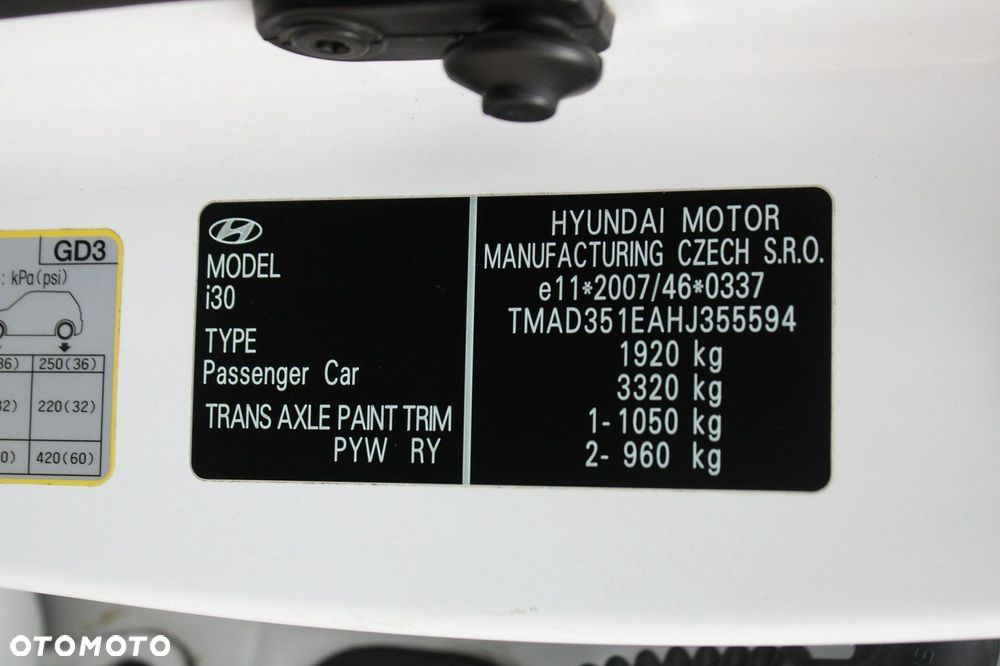 GD3
: kPa(psi)
250(36)
220(32)
420(60)
MODEL
i30
TYPE
Passenger Car
TRANS AXLE PAINT TRIM
PYW RY
HYUNDAI MOTOR
MANUFACTURING CZECH S.R.O.
e11*2007/46*0337
TMAD351EAHJ355594
1920 kg
3320 kg
1-1050 kg
2- 960 kg
OTOMOTO